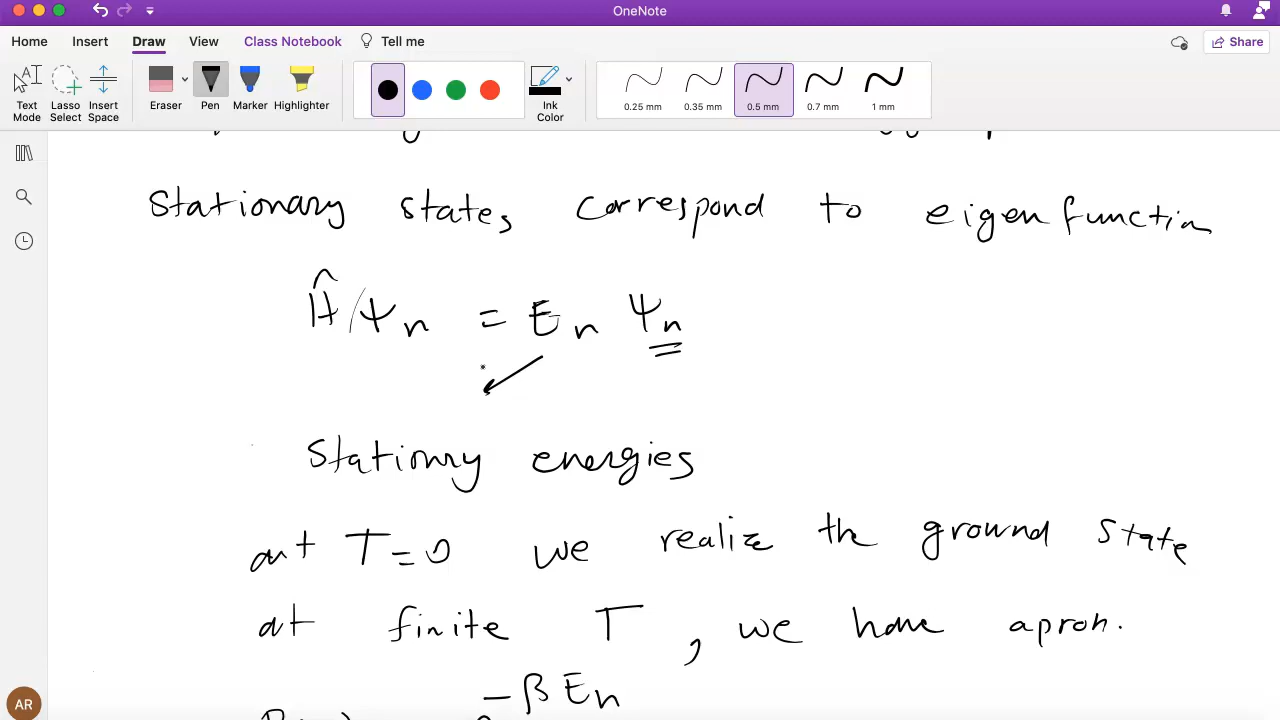 OneNote
Home Insert Draw View Class Notebook Tell me Share
Text Mode Lasso Select Insert Space Eraser Pen Marker Highlighter Ink Color 0.25 mm 0.35 mm 0.5 mm 0.7 mm 1 mm
Stationary states correspond to eigenfunction
Ĥ Ψn = En Ψn
Stationry energies
at T=0 we realize the ground state
at finite T, we have a prob.
-βEn
AR